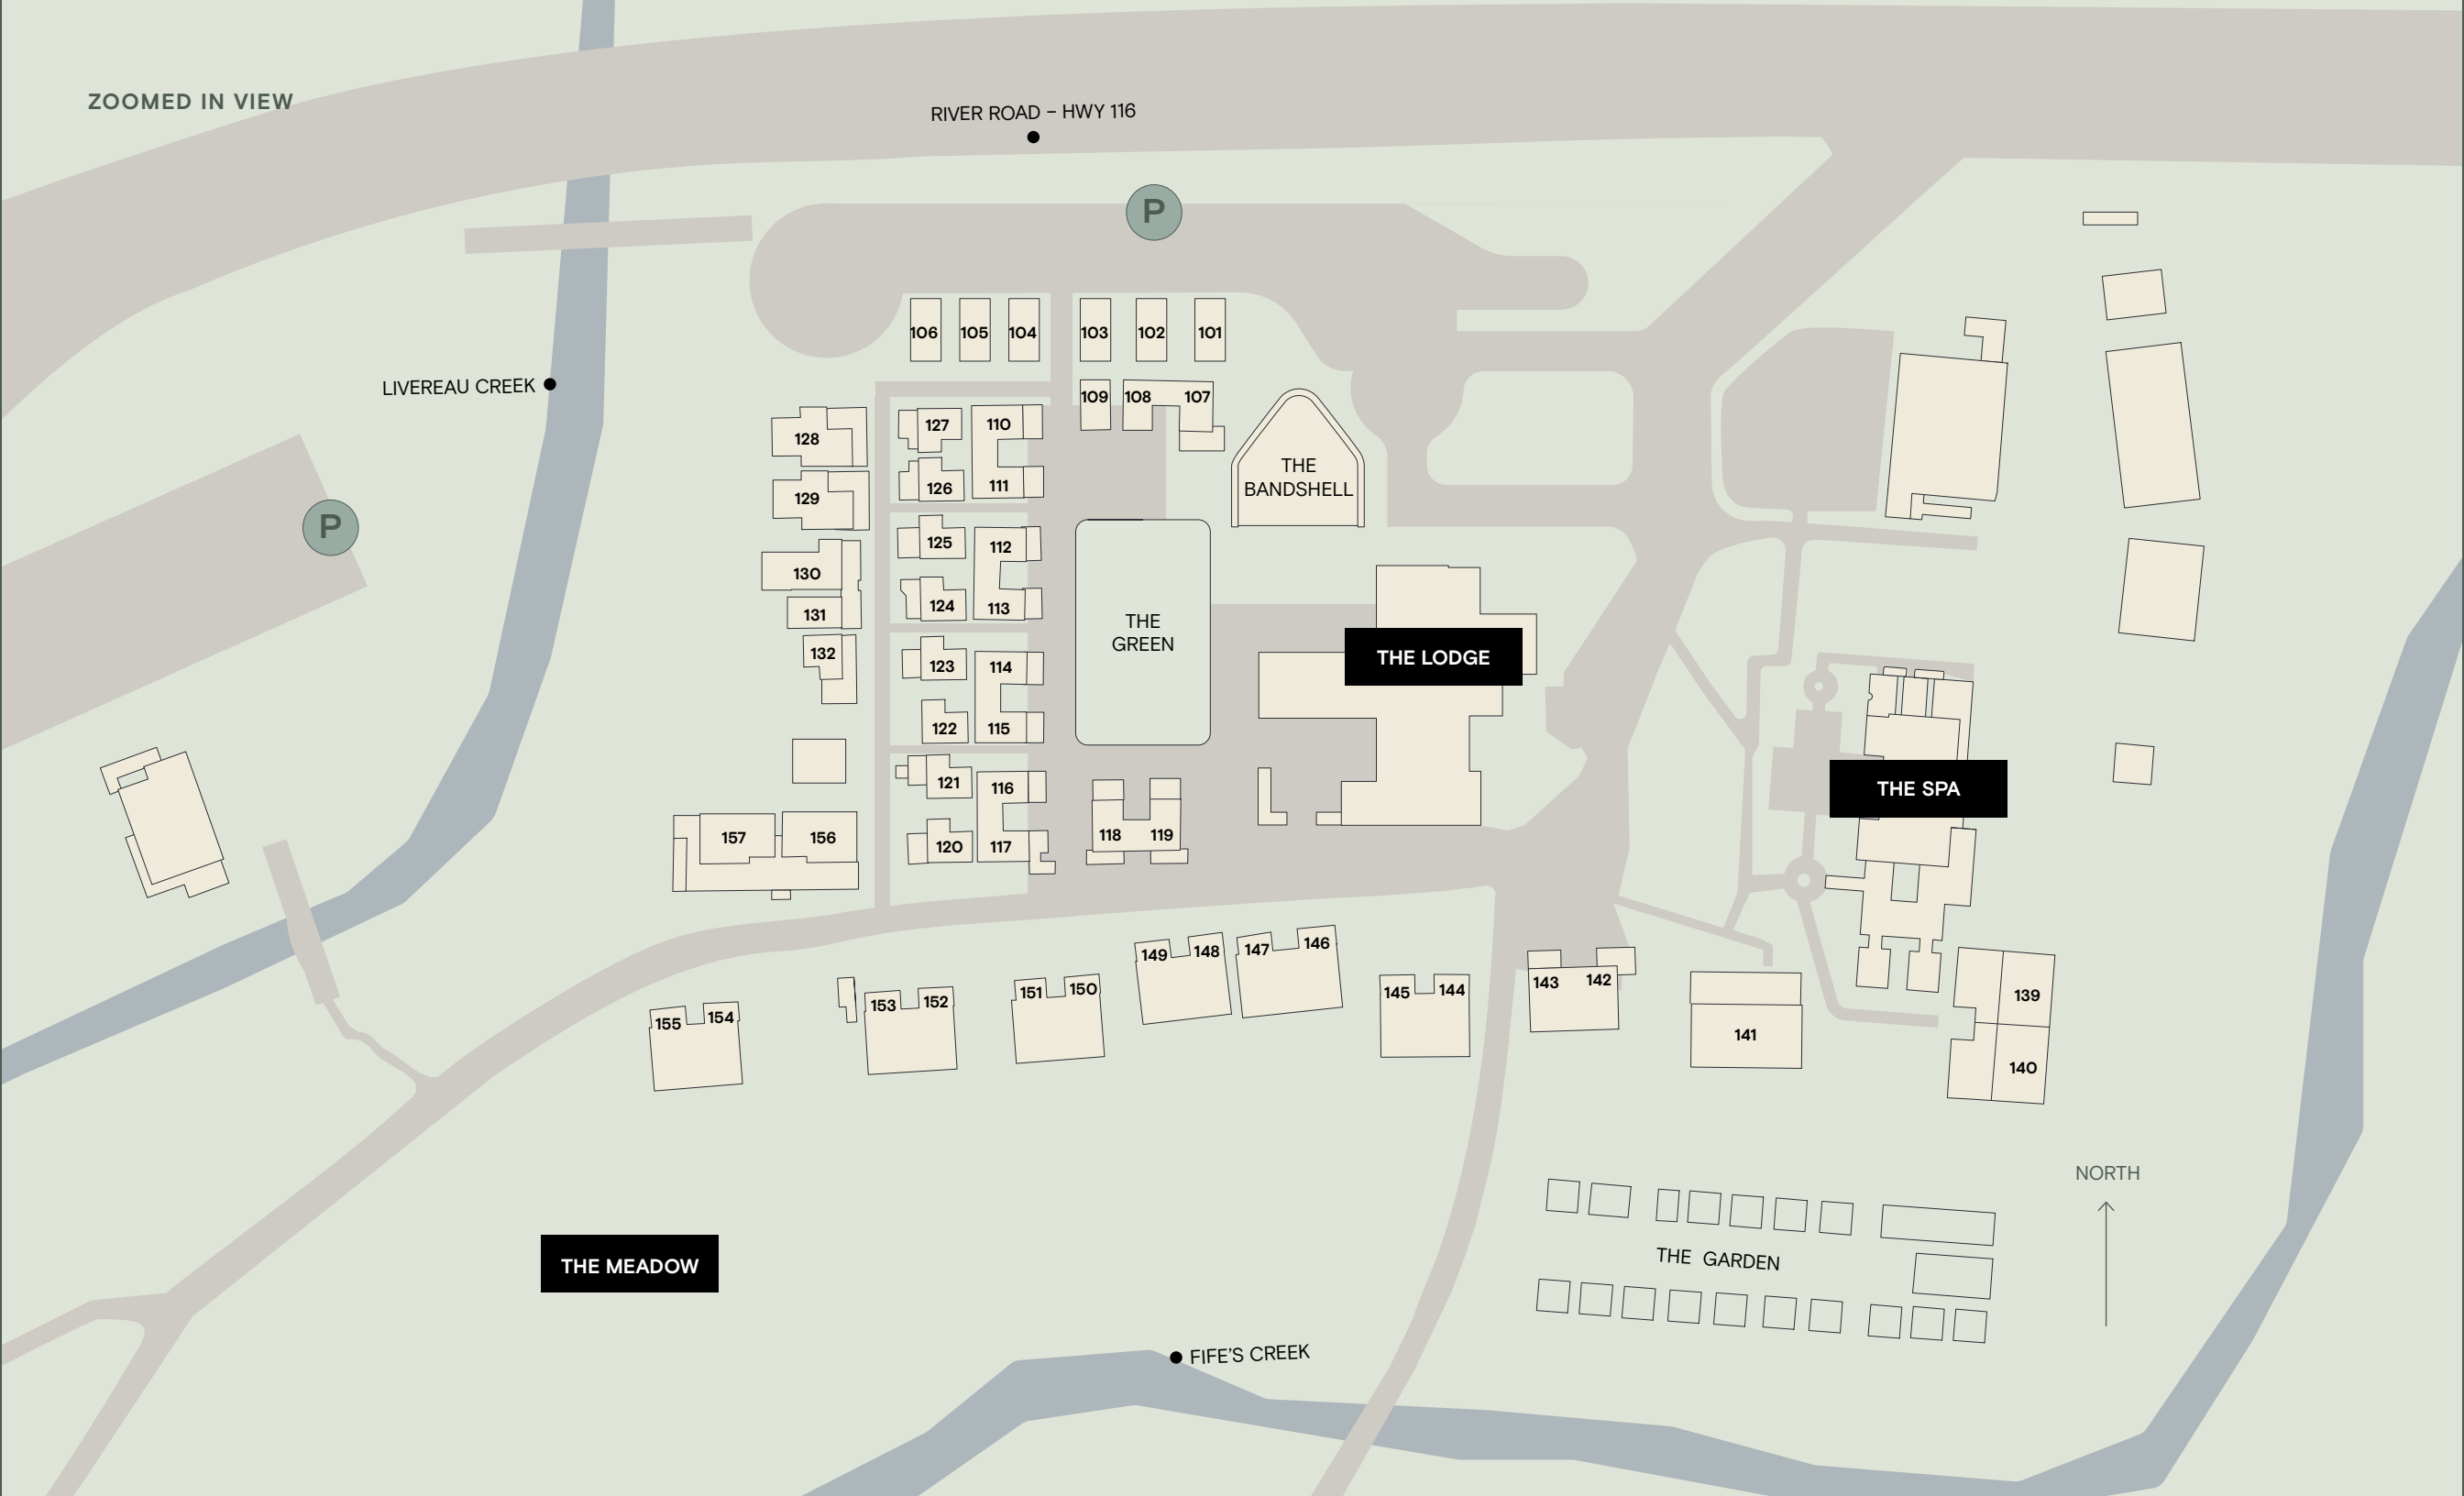 RIVER ROAD – HWY 116
ZOOMED IN VIEW
P
106 105 104 103 102 101
LIVEREAU CREEK
109 108 107
128 127 110
THE
BANDSHELL
129 126 111
P
125 112
130
124 113
131
THE
GREEN
132 123 114
THE LODGE
122 115
121 116
THE SPA
157 156 120 117 118 119
149 148 147 146
155 154 153 152 151 150 145 144 143 142
139
141
140
NORTH
THE MEADOW
THE GARDEN
FIFE'S CREEK